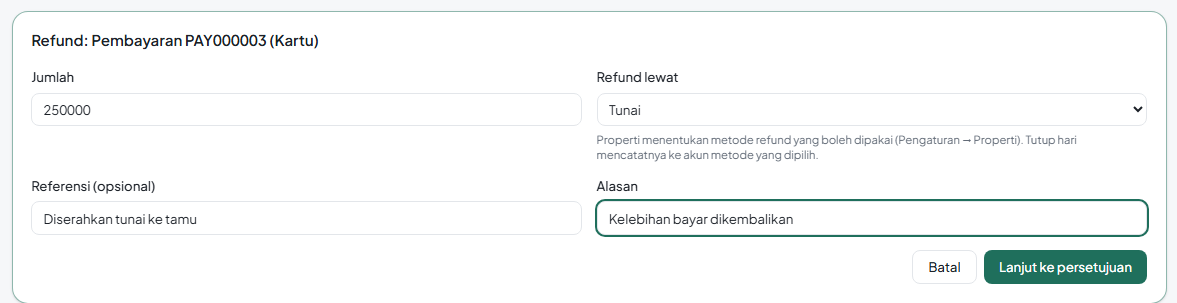 Refund: Pembayaran PAY000003 (Kartu)
Jumlah
250000
Refund lewat
Tunai
Properti menentukan metode refund yang boleh dipakai (Pengaturan → Properti). Tutup hari
mencatatnya ke akun metode yang dipilih.
Referensi (opsional)
Diserahkan tunai ke tamu
Alasan
Kelebihan bayar dikembalikan
Batal
Lanjut ke persetujuan